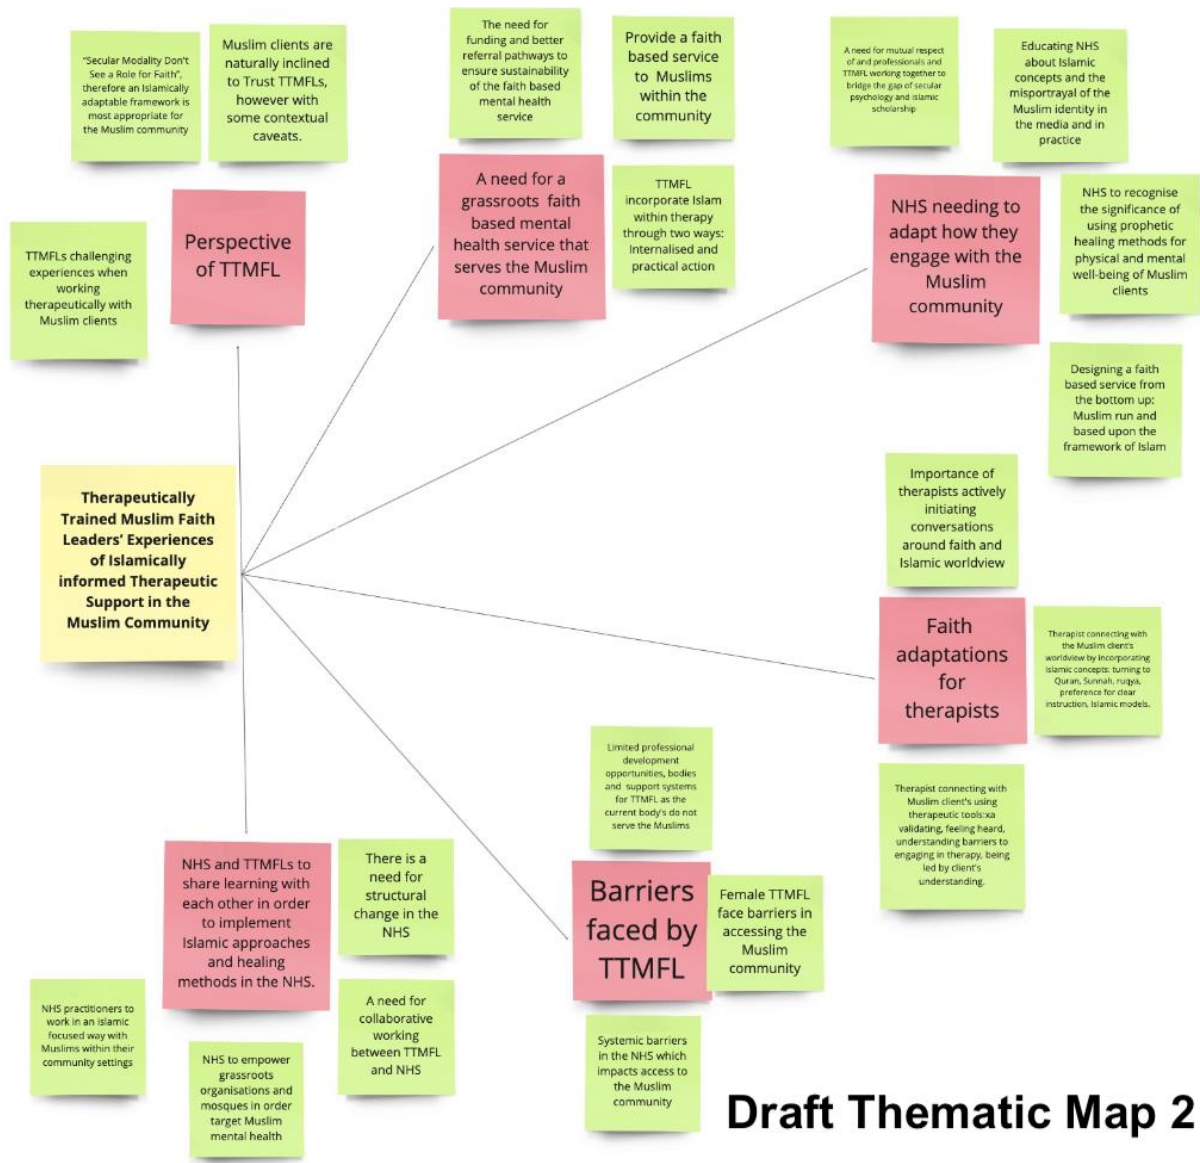 "Secular Modality Don't
See a Role for Faith",
therefore an Islamically
adaptable framework is
most appropriate for
the Muslim community
Muslim clients are
naturally inclined
to Trust TTMFLs,
however with
some contextual
caveats.
TTMFLs challenging
experiences when
working
therapeutically with
Muslim clients
Perspective
of TTMFL
The need for
funding and better
referral pathways to
ensure sustainability
of the faith based
mental health
service
Provide a faith
based service
to Muslims
within the
community
A need for a
grassroots faith
based mental
health service that
serves the Muslim
community
TTMFL
incorporate Islam
within therapy
through two ways:
Internalised and
practical action
A need for mutual respect
of and professionals and
TTMFL working together to
bridge the gap of secular
psychology and islamic
scholarship
Educating NHS
about Islamic
concepts and the
misportrayal of the
Muslim identity in
the media and in
practice
NHS needing to
adapt how they
engage with the
Muslim
community
NHS to recognise
the significance of
using prophetic
healing methods for
physical and mental
well-being of Muslim
clients
Designing a faith
based service from
the bottom up:
Muslim run and
based upon the
framework of Islam
Therapeutically
Trained Muslim Faith
Leaders' Experiences
of Islamically
informed Therapeutic
Support in the
Muslim Community
Importance of
therapists actively
initiating
conversations
around faith and
Islamic worldview
Faith
adaptations
for
therapists
Therapist connecting with
the Muslim client's
worldview by incorporating
Islamic concepts: turning to
Quran, Sunnah, ruqya,
preference for clear
instruction, Islamic models.
Therapist connecting with
Muslim client's using
therapeutic tools:xa
validating, feeling heard,
understanding barriers to
engaging in therapy, being
led by client's
understanding.
Limited professional
development
opportunities, bodies
and support systems
for TTMFL as the
current body's do not
serve the Muslims
Barriers
faced by
TTMFL
Female TTMFL
face barriers in
accessing the
Muslim
community
Systemic barriers
in the NHS which
impacts access to
the Muslim
community
NHS and TTMFLs to
share learning with
each other in order
to implement
Islamic approaches
and healing
methods in the NHS.
There is a
need for
structural
change in the
NHS
NHS practitioners to
work in an islamic
focused way with
Muslims within their
community settings
NHS to empower
grassroots
organisations and
mosques in order
target Muslim
mental health
A need for
collaborative
working
between TTMFL
and NHS
Draft Thematic Map 2